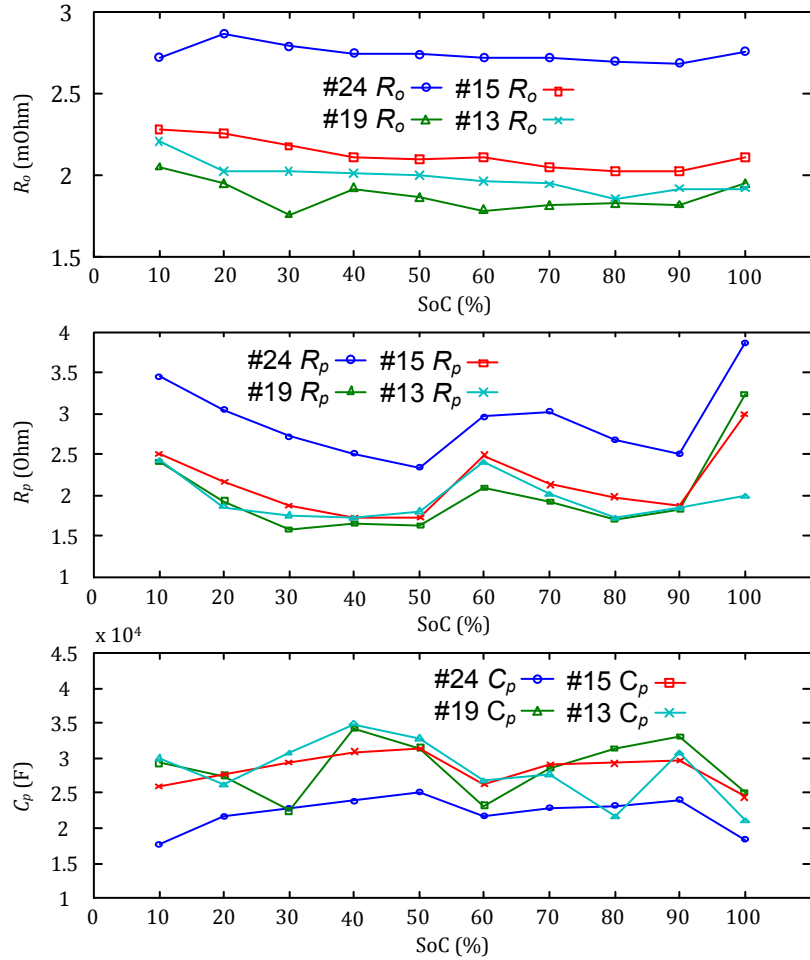 3
#24 Ro #15 Ro
2.5
#19 Ro #13 Ro
Ro (mOhm)
2
1.5
0 10 20 30 40 50 60 70 80 90 100
SoC (%)
4
#24 Rp #15 Rp
3.5
#19 Rp #13 Rp
3
Rp (Ohm)
2.5
2
1.5
1
0 10 20 30 40 50 60 70 80 90 100
SoC (%)
x 10^4
4.5
#24 Cp #15 Cp
4
#19 Cp #13 Cp
3.5
3
Cp (F)
2.5
2
1.5
1
0 10 20 30 40 50 60 70 80 90 100
SoC (%)